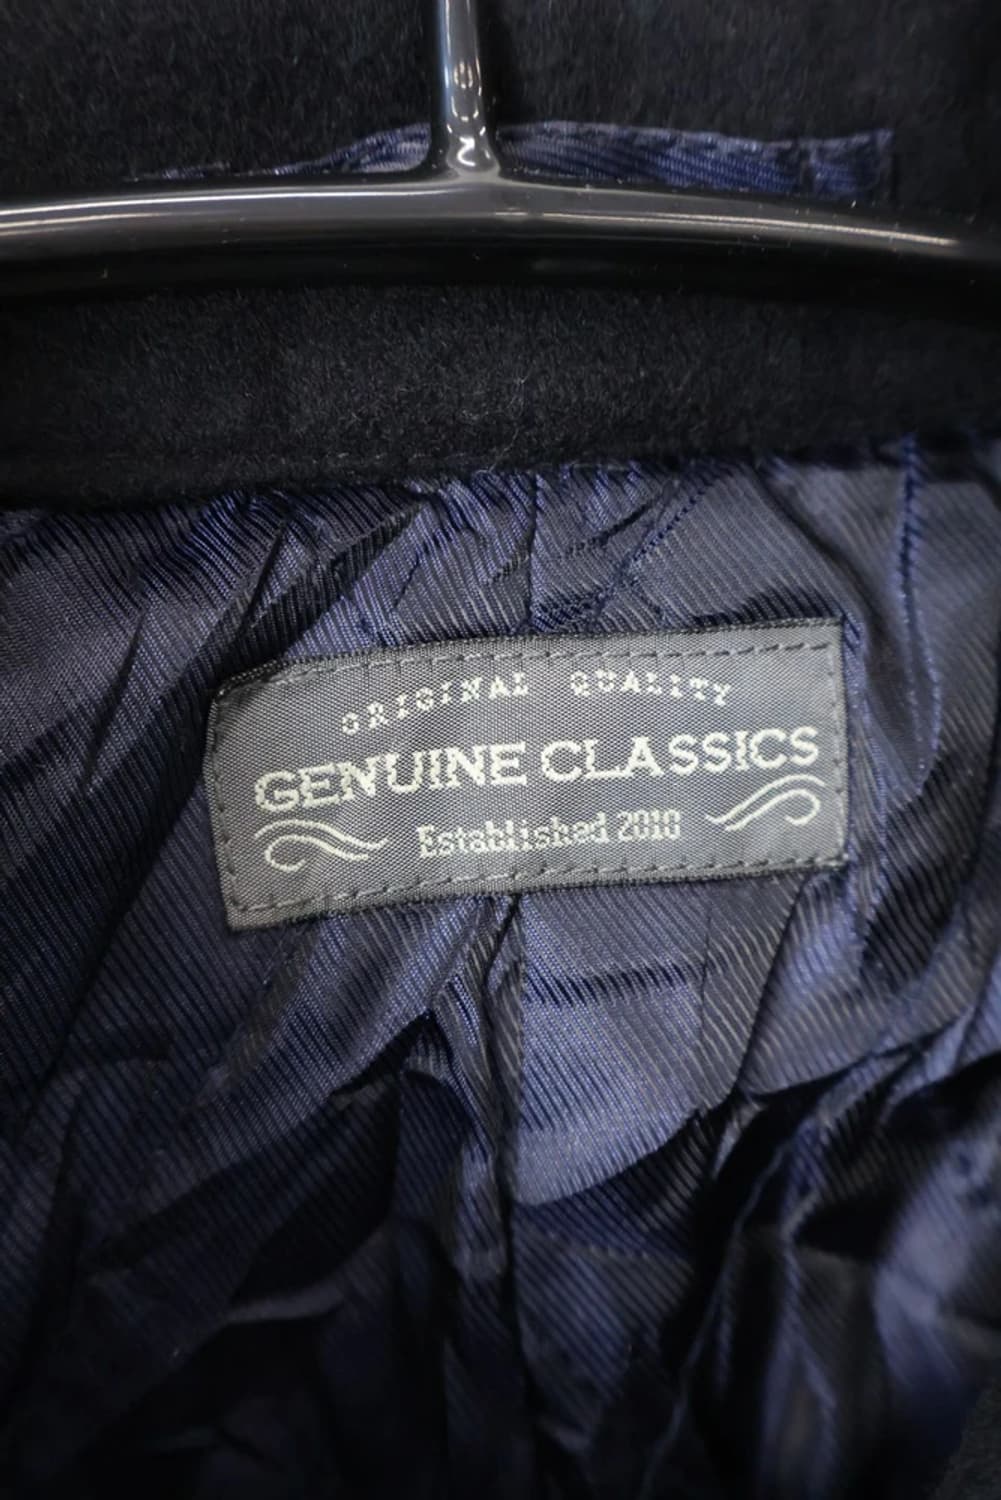 ORIGINAL QUALITY
GENUINE CLASSICS
Established 2010